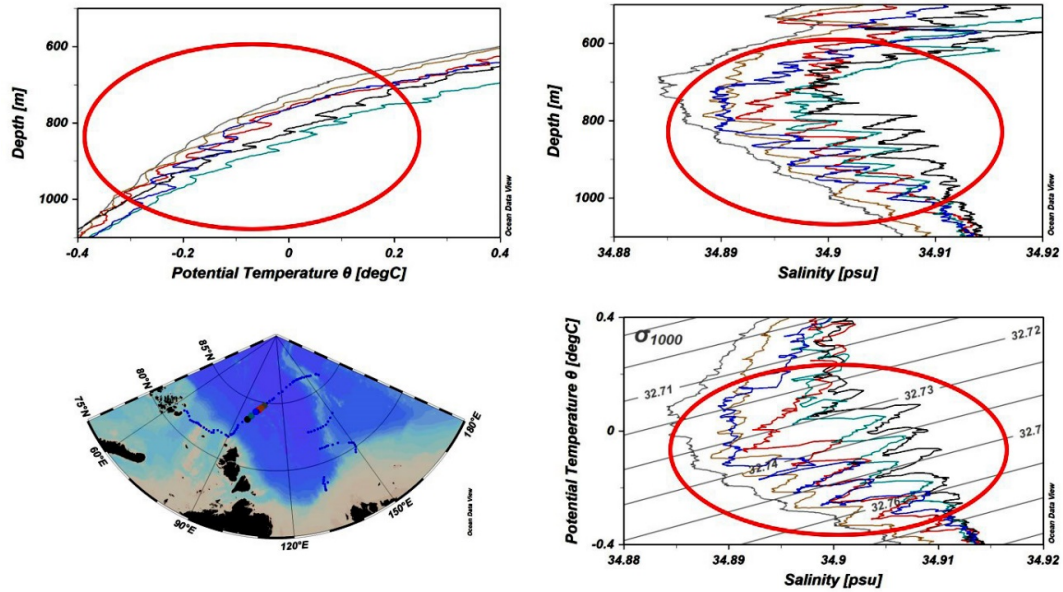 600
800
1000
Depth [m]
-0.4
-0.2
0
0.2
0.4
Potential Temperature θ [degC]
Ocean Data View
600
800
1000
Depth [m]
34.88
34.89
34.9
34.91
34.92
Salinity [psu]
Ocean Data View
85°N
80°N
75°N
60°E
90°E
120°E
150°E
180°E
Ocean Data View
0.4
0
-0.4
Potential Temperature θ [degC]
σ1000
32.72
32.71
32.73
32.7
32.74
34.88
34.89
34.9
34.91
34.92
Salinity [psu]
Ocean Data View